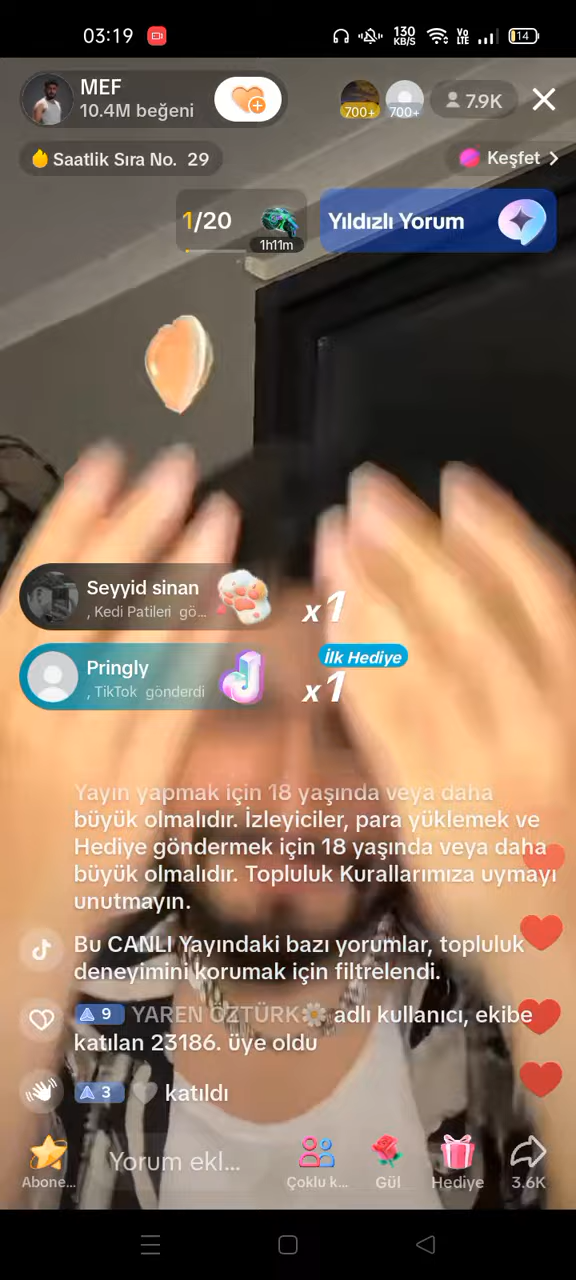 03:19
130
KB/S
Vo
LTE
14
MEF
10.4M beğeni
700+
700+
7.9K
Saatlik Sıra No. 29
Keşfet
1/20
1h11m
Yıldızlı Yorum
Seyyid sinan
, Kedi Patileri gö...
x1
İlk Hediye
Pringly
, TikTok gönderdi
x1
Yayın yapmak için 18 yaşında veya daha
büyük olmalıdır. İzleyiciler, para yüklemek ve
Hediye göndermek için 18 yaşında veya daha
büyük olmalıdır. Topluluk Kurallarımıza uymayı
unutmayın.
Bu CANLI Yayındaki bazı yorumlar, topluluk
deneyimini korumak için filtrelendi.
9 YAREN ÖZTÜRK🌼 adlı kullanıcı, ekibe
katılan 23186. üye oldu
3 katıldı
Yorum ekl...
Abone...
Çoklu k...
Gül
Hediye
3.6K